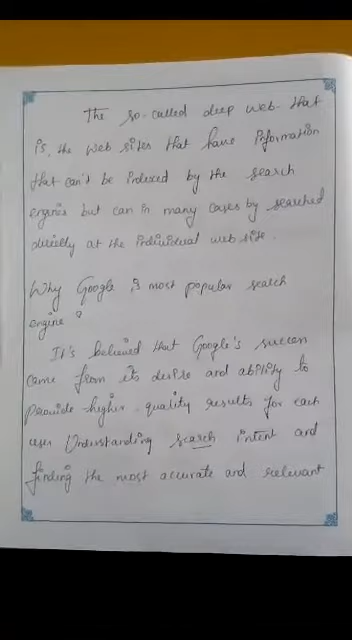 The so-called deep web- that
is, the web sites that have information
that can't be indexed by the search
engines but can in many cases by searched
directly at the individual web site.
Why Google is most popular search
engine?
It's believed that Google's success
came from its desire and ability to
provide higher-quality results for each
user Understanding search intent and
finding the most accurate and relevant